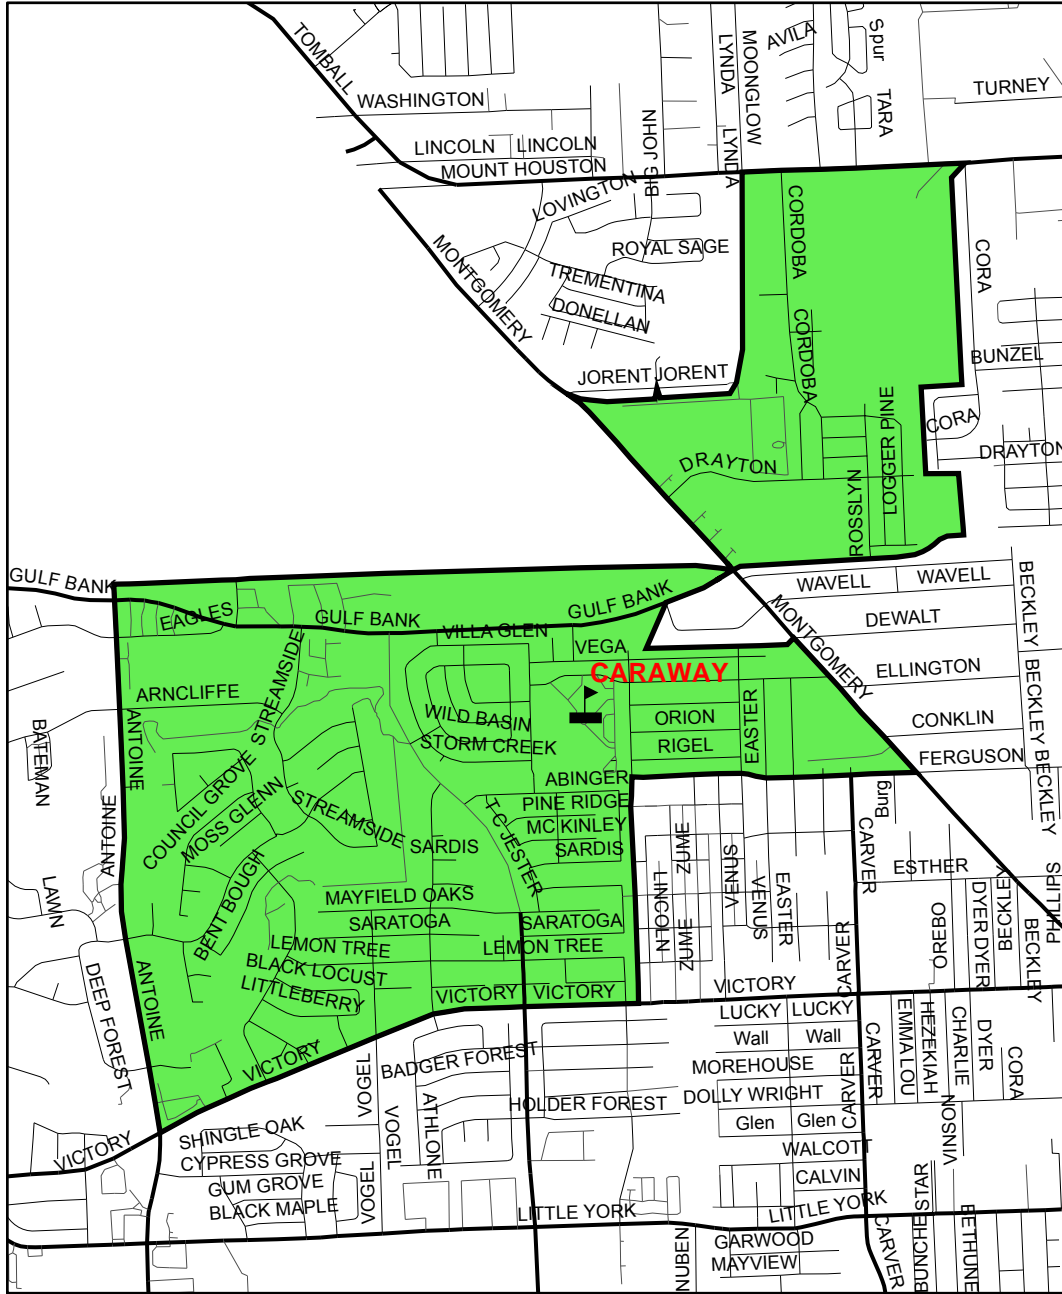 TOMBALL
WASHINGTON
LINCOLN
LINCOLN
MOUNT HOUSTON
BIG JOHN
LYNDA
LYNDA
MOONGLOW
AVILA
Spur
TARA
TURNEY
LOVINGTON
ROYAL SAGE
TREMENTINA
DONELLAN
MONTGOMERY
JORENT
JORENT
CORDOBA
CORDOBA
CORA
BUNZEL
CORA
DRAYTON
LOGGER PINE
ROSSLYN
DRAYTON
GULF BANK
EAGLES
GULF BANK
GULF BANK
VILLA GLEN
VEGA
CARAWAY
WAVELL
WAVELL
DEWALT
MONTGOMERY
ELLINGTON
CONKLIN
FERGUSON
BECKLEY
BECKLEY
BECKLEY
ARNCLIFFE
STREAMSIDE
ANTOINE
BATEMAN
WILD BASIN
STORM CREEK
ORION
RIGEL
EASTER
ABINGER
PINE RIDGE
MC KINLEY
SARDIS
SARDIS
T C JESTER
COUNCIL GROVE
MOSS GLENN
STREAMSIDE
ANTOINE
LAWN
BENT BOUGH
MAYFIELD OAKS
SARATOGA
SARATOGA
LEMON TREE
LEMON TREE
BLACK LOCUST
LITTLEBERRY
VICTORY
VICTORY
VICTORY
LINCOLN
ZUME
ZUME
VENUS
VENUS
EASTER
Burg
CARVER
CARVER
ESTHER
OREBO
DYER
DYER
BECKLEY
BECKLEY
PHILLIPS
ANTOINE
DEEP FOREST
VICTORY
VICTORY
LUCKY
LUCKY
Wall
Wall
MOREHOUSE
DOLLY WRIGHT
Glen
Glen
WALCOTT
CALVIN
CARVER
CARVER
EMMA LOU
HEZEKIAH
CHARLIE
DYER
CORA
VINSON
BADGER FOREST
VOGEL
VOGEL
VOGEL
ATHLONE
HOLDER FOREST
SHINGLE OAK
CYPRESS GROVE
GUM GROVE
BLACK MAPLE
LITTLE YORK
LITTLE YORK
NUBEN
GARWOOD
MAYVIEW
CARVER
BUNCHE
STAR
BETHUNE